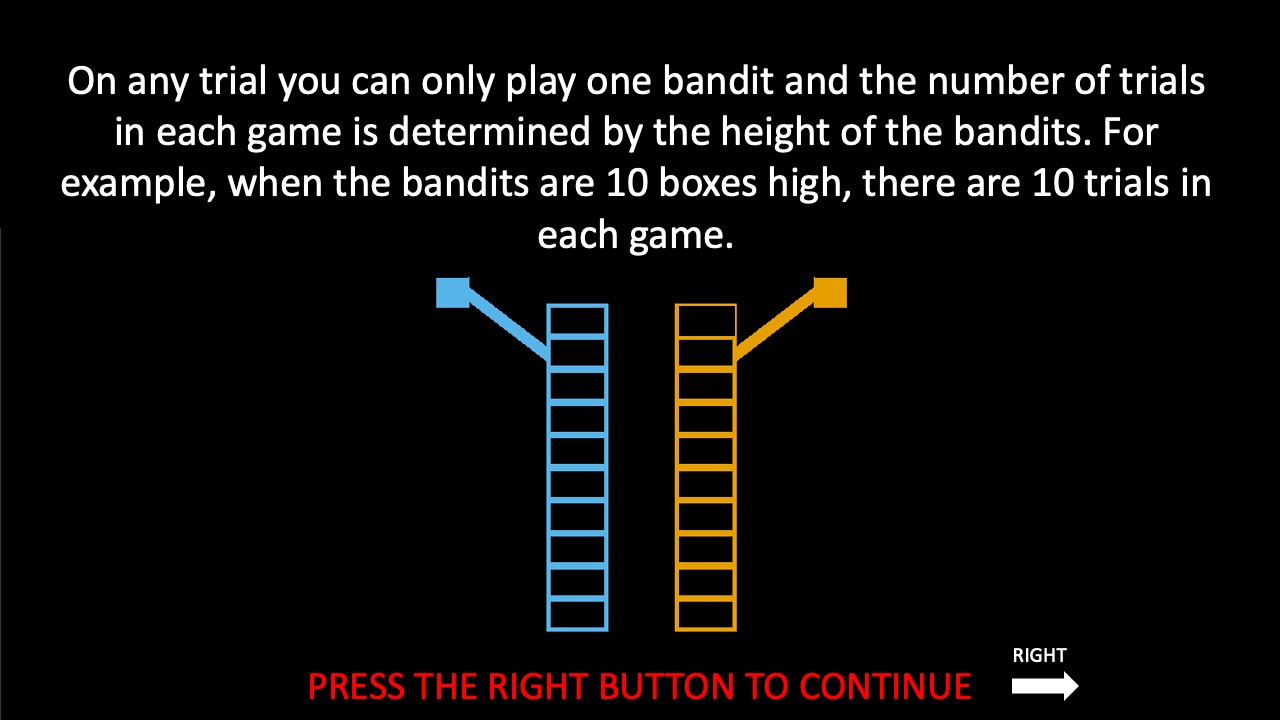 On any trial you can only play one bandit and the number of trials
in each game is determined by the height of the bandits. For
example, when the bandits are 10 boxes high, there are 10 trials in
each game.
RIGHT
PRESS THE RIGHT BUTTON TO CONTINUE